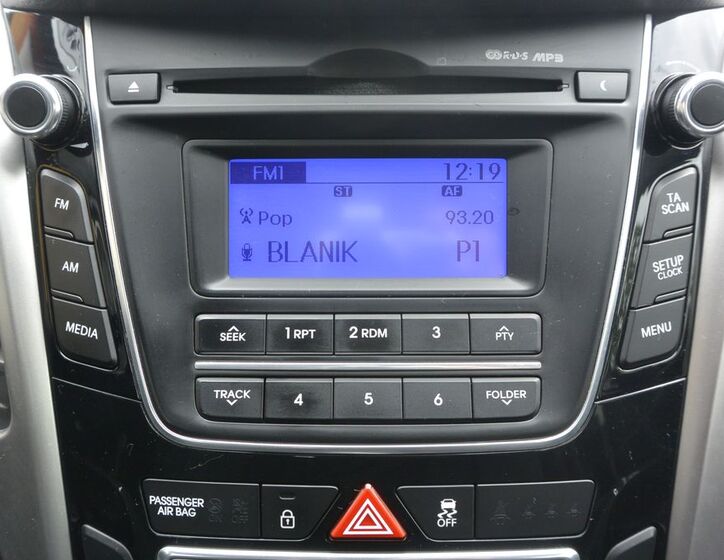 R·D·S MP3
FM1 12:19
ST AF
Pop 93.20
BLANIK P1
FM
AM
MEDIA
TA
SCAN
SETUP
CLOCK
MENU
SEEK 1 RPT 2 RDM 3 PTY
TRACK 4 5 6 FOLDER
PASSENGER
AIR BAG
OFF